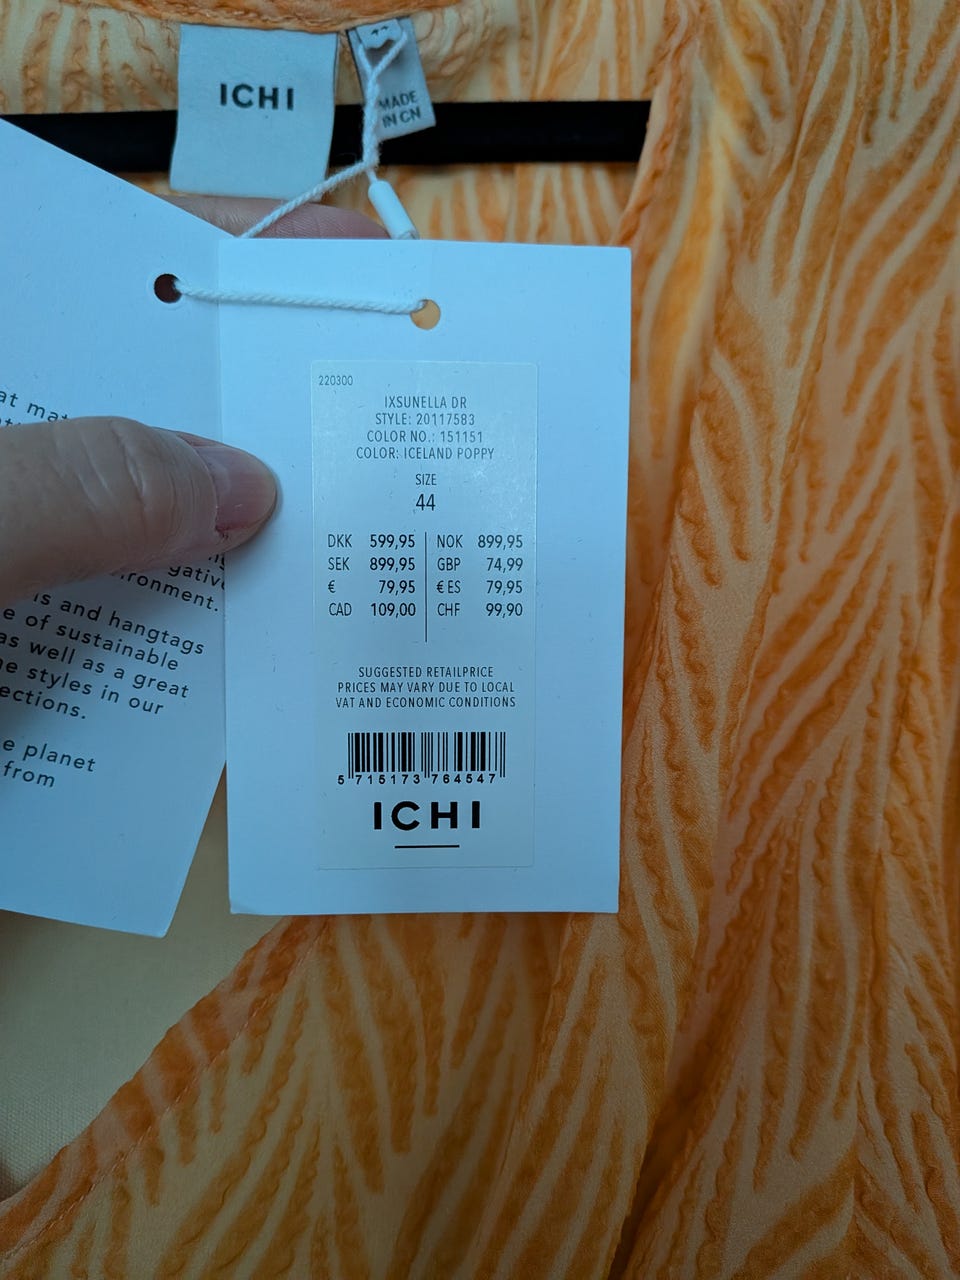 ICHI
MADE
IN CN
at
gative
ironment.
is and hangtags
e of sustainable
as well as a great
e styles in our
ections.
e planet
from
220300
IXSUNELLA DR
STYLE: 20117583
COLOR NO.: 151151
COLOR: ICELAND POPPY
SIZE
44
DKK 599,95 NOK 899,95
SEK 899,95 GBP 74,99
€ 79,95 € ES 79,95
CAD 109,00 CHF 99,90
SUGGESTED RETAILPRICE
PRICES MAY VARY DUE TO LOCAL
VAT AND ECONOMIC CONDITIONS
5 715173 764547
ICHI